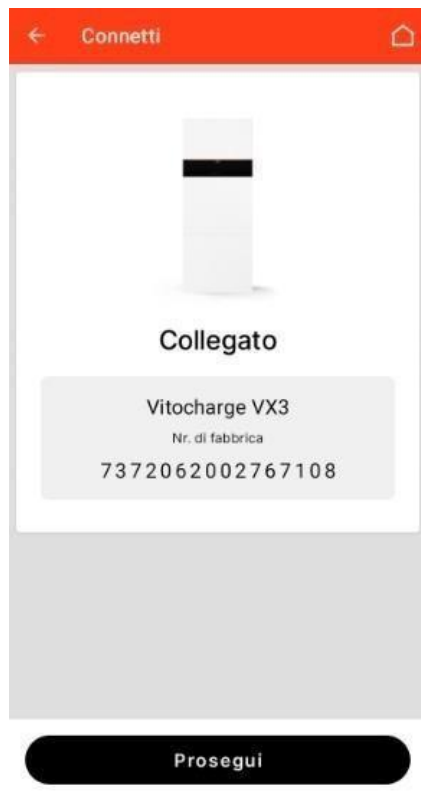 Connetti
Collegato
Vitocharge VX3
Nr. di fabbrica
7372062002767108
Prosegui